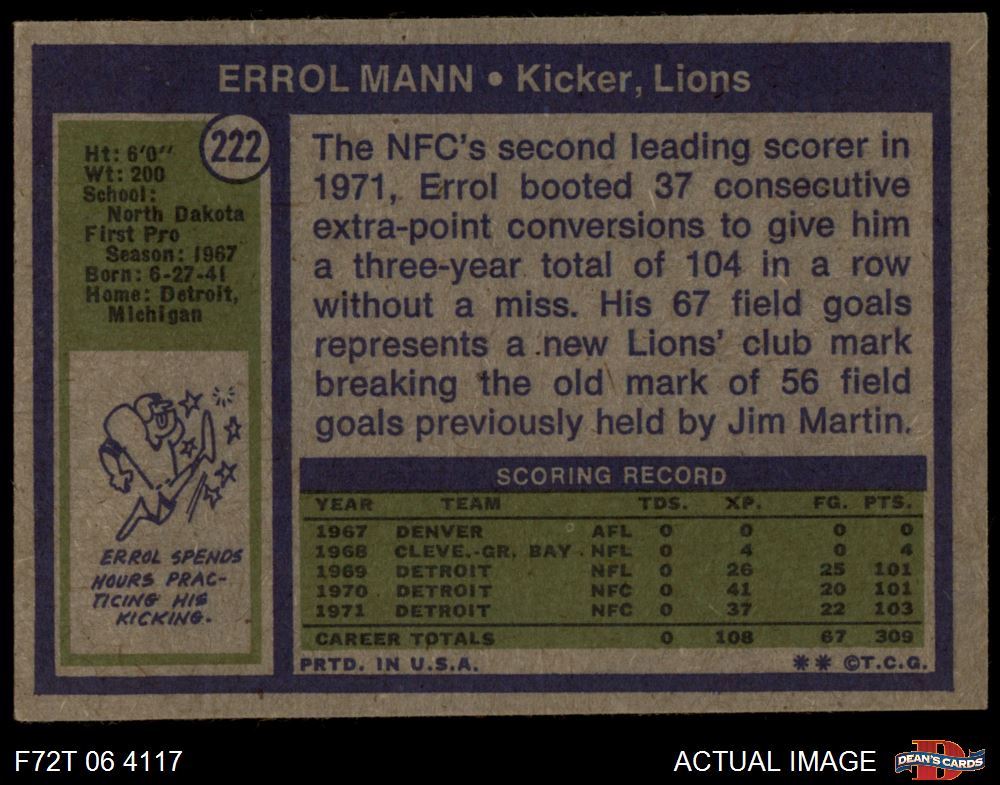 ERROL MANN • Kicker, Lions
222
Ht: 6'0''
Wt: 200
School:
North Dakota
First Pro
Season: 1967
Born: 6-27-41
Home: Detroit,
Michigan
ERROL SPENDS
HOURS PRAC-
TICING HIS
KICKING.
The NFC's second leading scorer in
1971, Errol booted 37 consecutive
extra-point conversions to give him
a three-year total of 104 in a row
without a miss. His 67 field goals
represents a new Lions' club mark
breaking the old mark of 56 field
goals previously held by Jim Martin.
SCORING RECORD
YEAR TEAM TDS. XP. FG. PTS.
1967 DENVER AFL 0 0 0 0
1968 CLEVE.-GR. BAY NFL 0 4 0 4
1969 DETROIT NFL 0 26 25 101
1970 DETROIT NFC 0 41 20 101
1971 DETROIT NFC 0 37 22 103
CAREER TOTALS 0 108 67 309
PRTD. IN U.S.A. ** ©T.C.G.
F72T 06 4117
ACTUAL IMAGE
D
DEAN'S CARDS